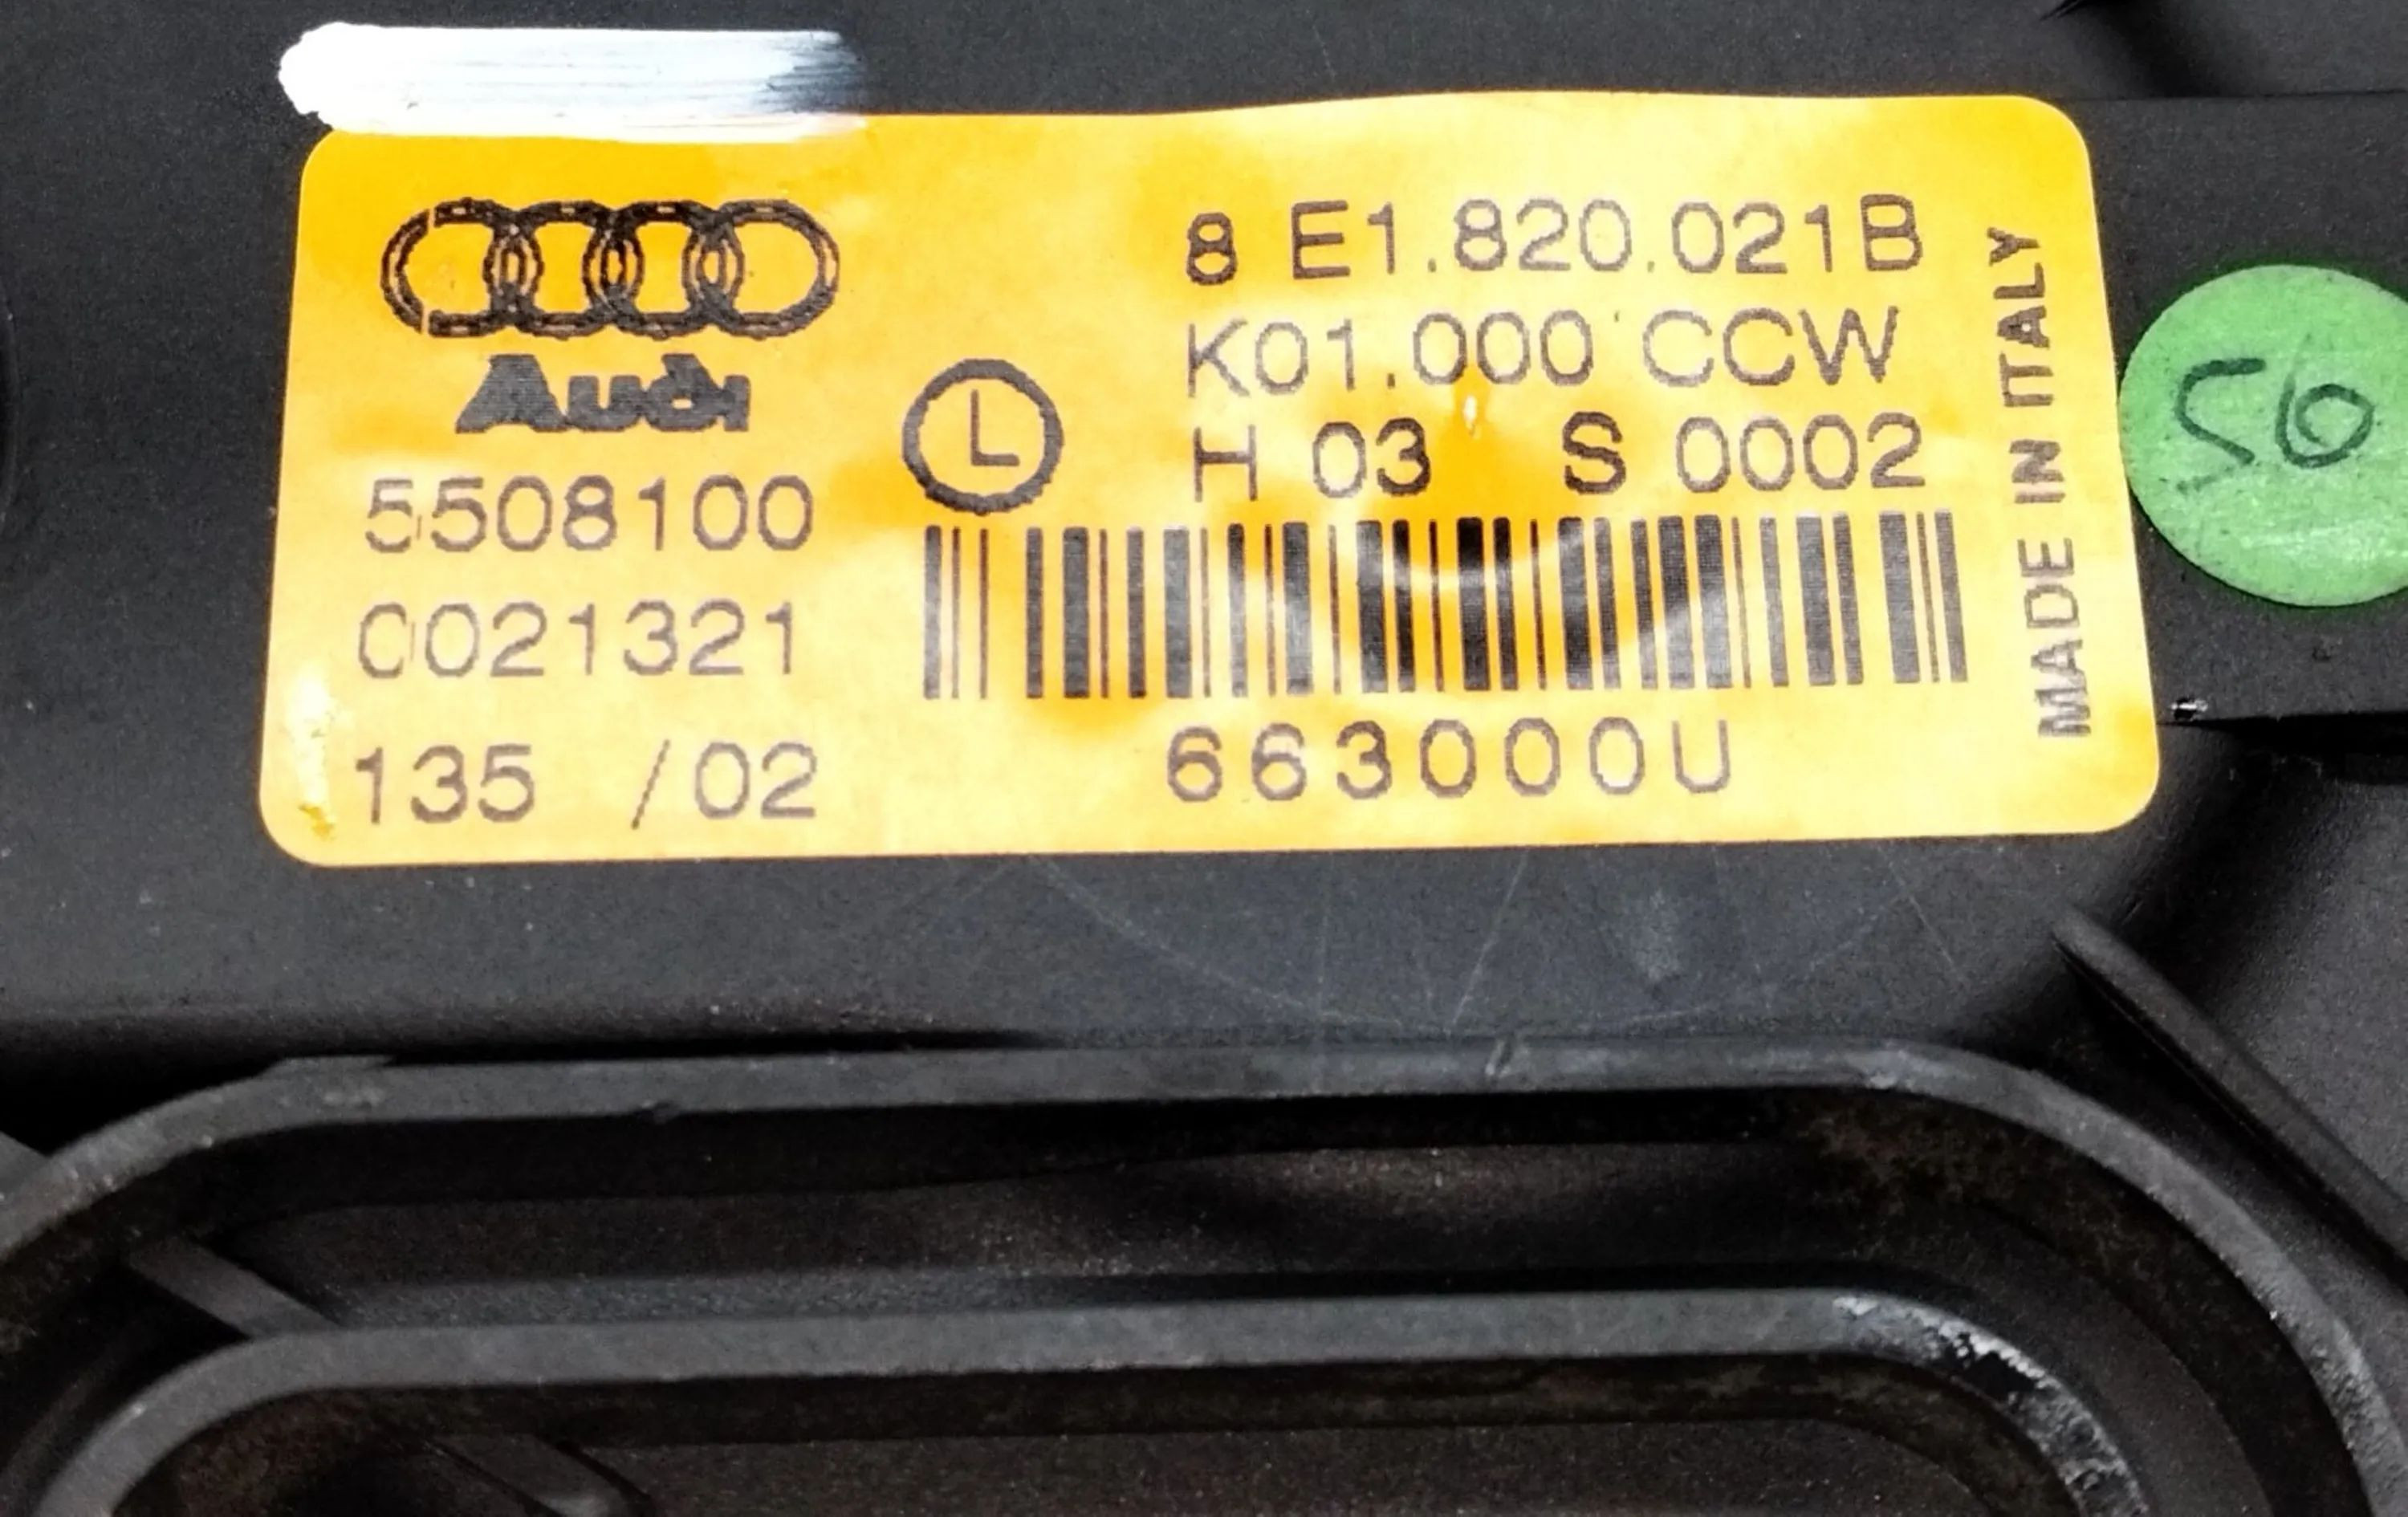 Audi
5508100
0021321
135 /02
L
8 E1.820.021B
K01.000 CCW
H 03 S 0002
663000U
MADE IN ITALY
56